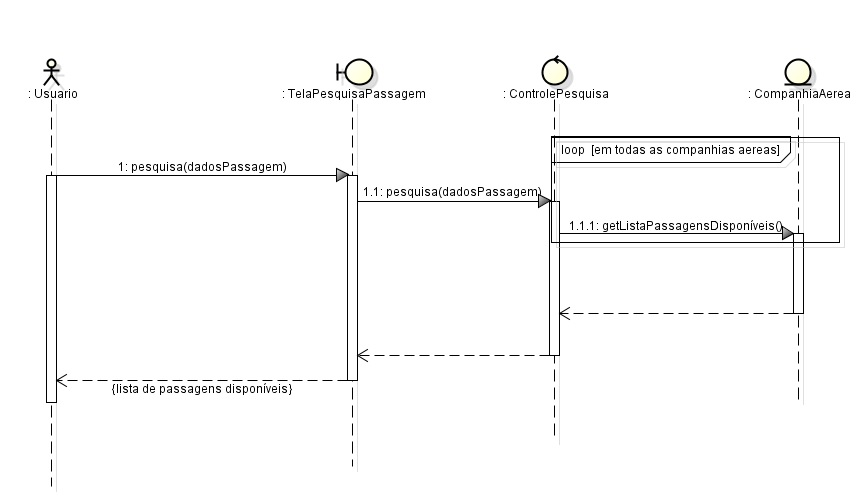 : Usuario
: TelaPesquisaPassagem
: ControlePesquisa
: CompanhiaAerea
loop [em todas as companhias aereas]
1: pesquisa(dadosPassagem)
1.1: pesquisa(dadosPassagem)
1.1.1: getListaPassagensDisponíveis()
{lista de passagens disponíveis}